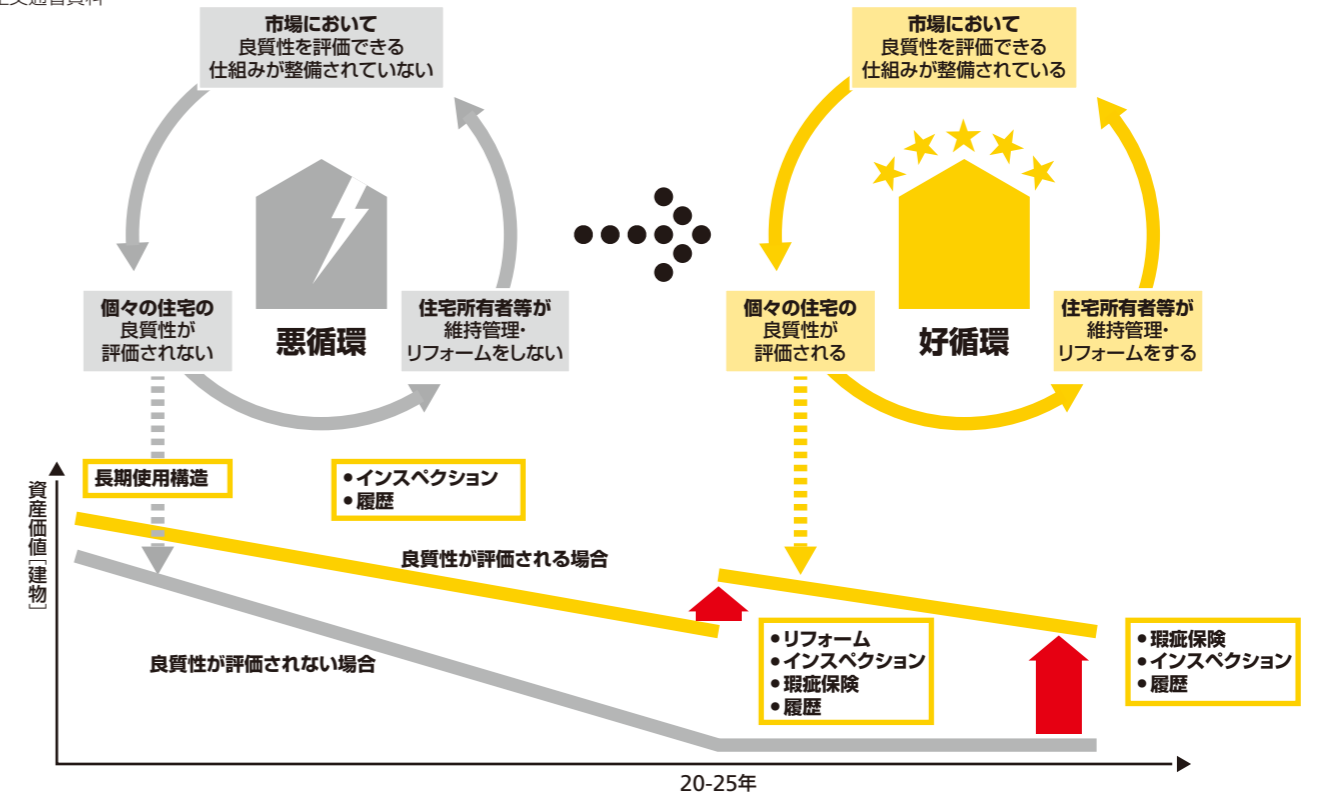 市場において
良質性を評価できる
仕組みが整備されていない
個々の住宅の
良質性が
評価されない
悪循環
住宅所有者等が
維持管理・
リフォームをしない
市場において
良質性を評価できる
仕組みが整備されている
個々の住宅の
良質性が
評価される
好循環
住宅所有者等が
維持管理・
リフォームをする
資産価値[建物]
長期使用構造
●インスペクション
●履歴
良質性が評価される場合
良質性が評価されない場合
●リフォーム
●インスペクション
●瑕疵保険
●履歴
●瑕疵保険
●インスペクション
●履歴
20-25年